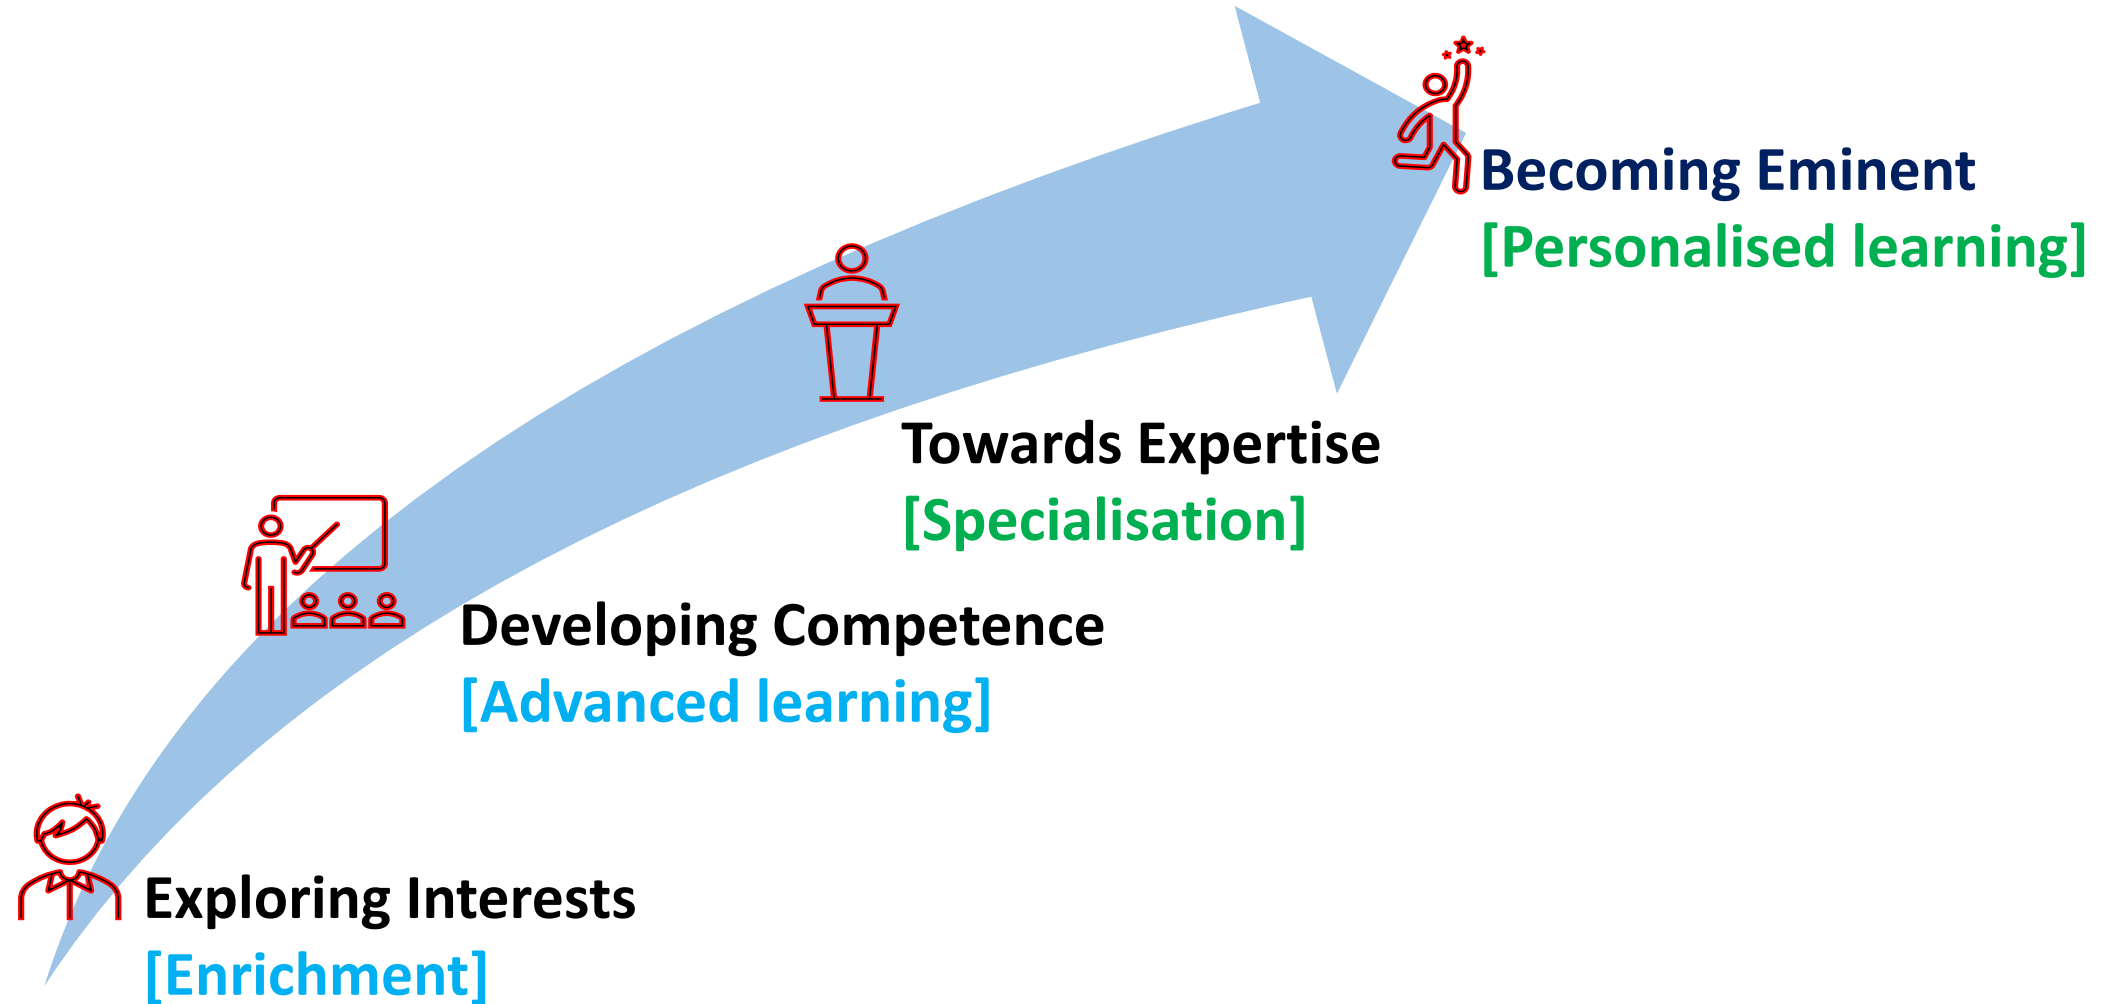 Becoming Eminent
[Personalised learning]
Towards Expertise
[Specialisation]
Developing Competence
[Advanced learning]
Exploring Interests
[Enrichment]